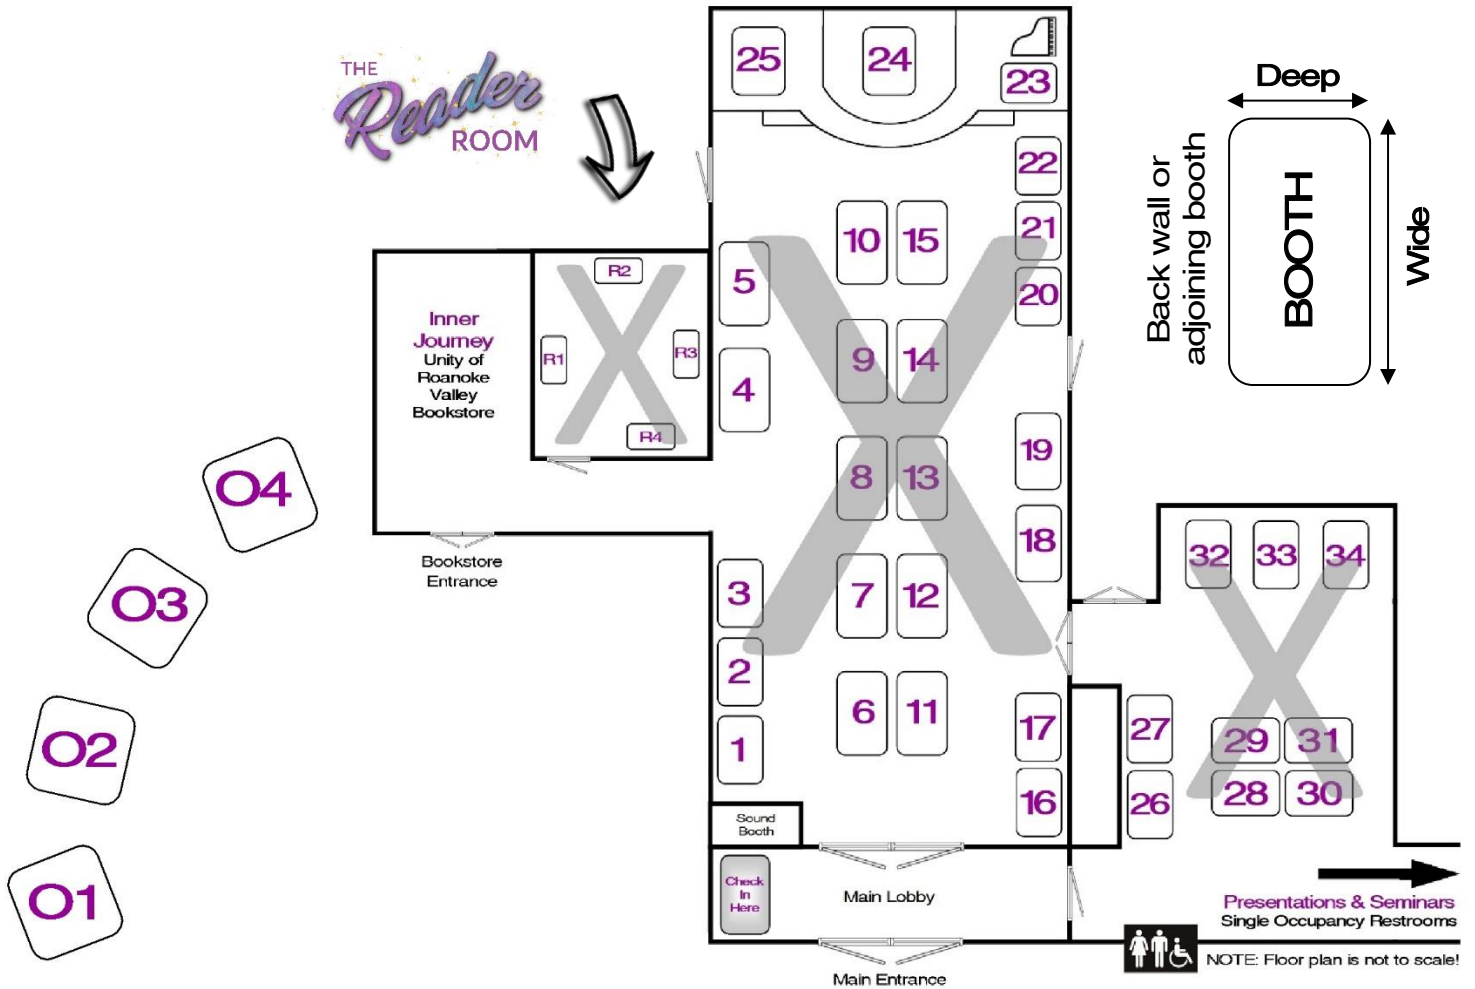 THE
Reader
ROOM
25
24
23
22
21
20
10
15
5
9
14
4
8
13
19
18
3
7
12
2
6
11
17
1
16
R2
R1
R3
R4
Inner
Journey
Unity of
Roanoke
Valley
Bookstore
Bookstore
Entrance
O4
O3
O2
O1
Sound
Booth
Check
In
Here
Main Lobby
Main Entrance
32
33
34
27
29
31
26
28
30
Deep
Back wall or
adjoining booth
BOOTH
Wide
X
X
X
Presentations & Seminars
Single Occupancy Restrooms
NOTE: Floor plan is not to scale!